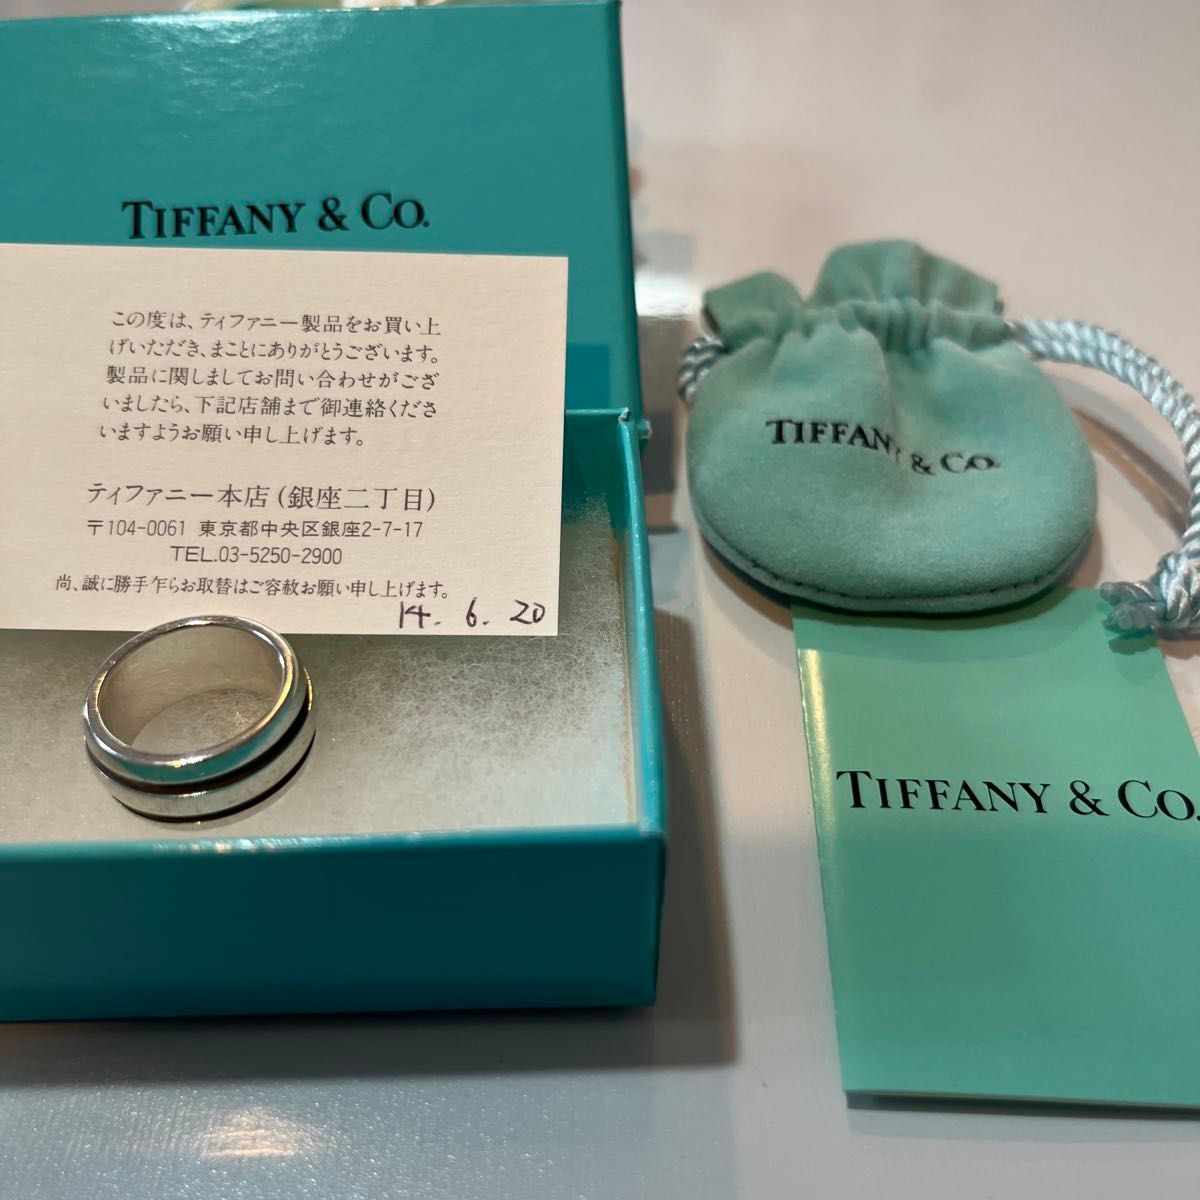 TIFFANY & CO.
この度は、ティファニー製品をお買い上
げいただき、まことにありがとうございます。
製品に関しましてお問い合わせがござ
いましたら、下記店舗まで御連絡くださ
いますようお願い申し上げます。
ティファニー本店(銀座二丁目)
〒104-0061 東京都中央区銀座2-7-17
TEL.03-5250-2900
尚、誠に勝手乍らお取替はご容赦お願い申し上げます。
14. 6. 20
TIFFANY & CO.
TIFFANY & CO.